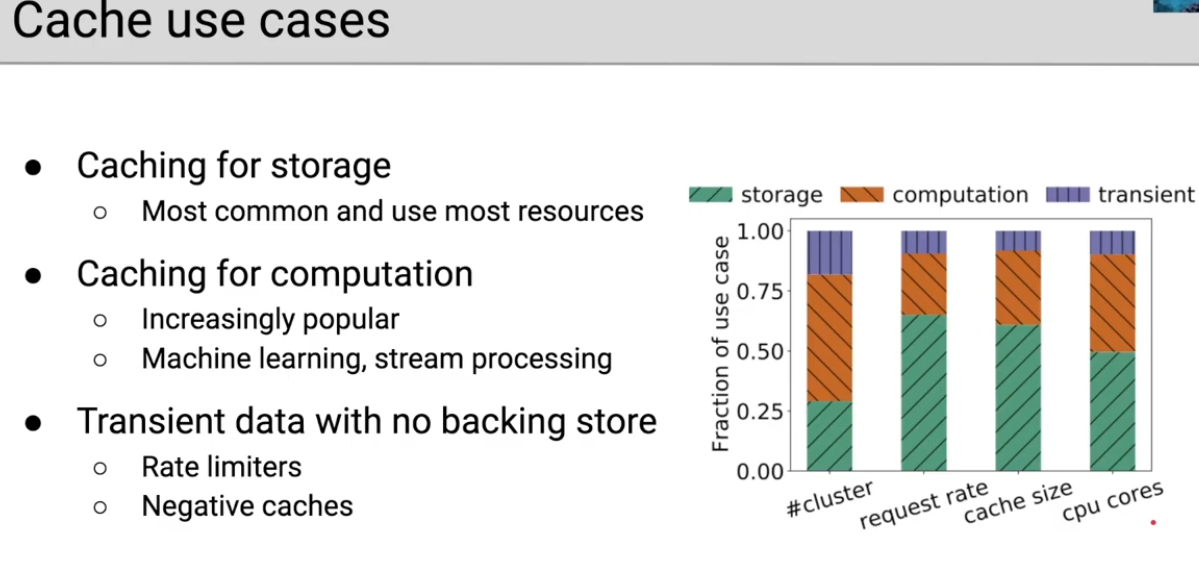 Cache use cases
● Caching for storage
○ Most common and use most resources
● Caching for computation
○ Increasingly popular
○ Machine learning, stream processing
● Transient data with no backing store
○ Rate limiters
○ Negative caches
storage computation transient
Fraction of use case
1.00
0.75
0.50
0.25
0.00
#cluster request rate cache size cpu cores